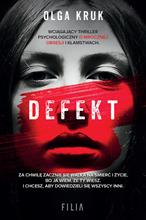 OLGA KRUK
WCIĄGAJĄCY THRILLER
PSYCHOLOGICZNY O MROCZNEJ
OBSESJI I KŁAMSTWACH.
DEFEKT
ZA CHWILĘ ZACZNIE SIĘ WALKA NA ŚMIERĆ I ŻYCIE,
BO JA WIEM, ŻE TY WIESZ.
I CHCESZ, ABY DOWIEDZIELI SIĘ WSZYSCY INNI.
FILIA